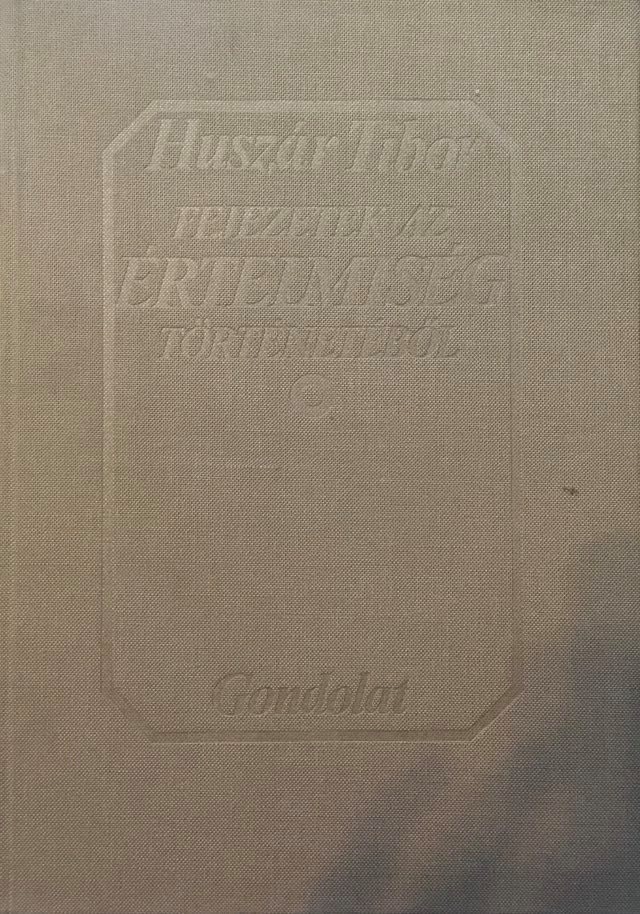 Huszár Tibor
FEJEZETEK AZ
ÉRTELMISÉG
TÖRTÉNETÉBŐL
Gondolat